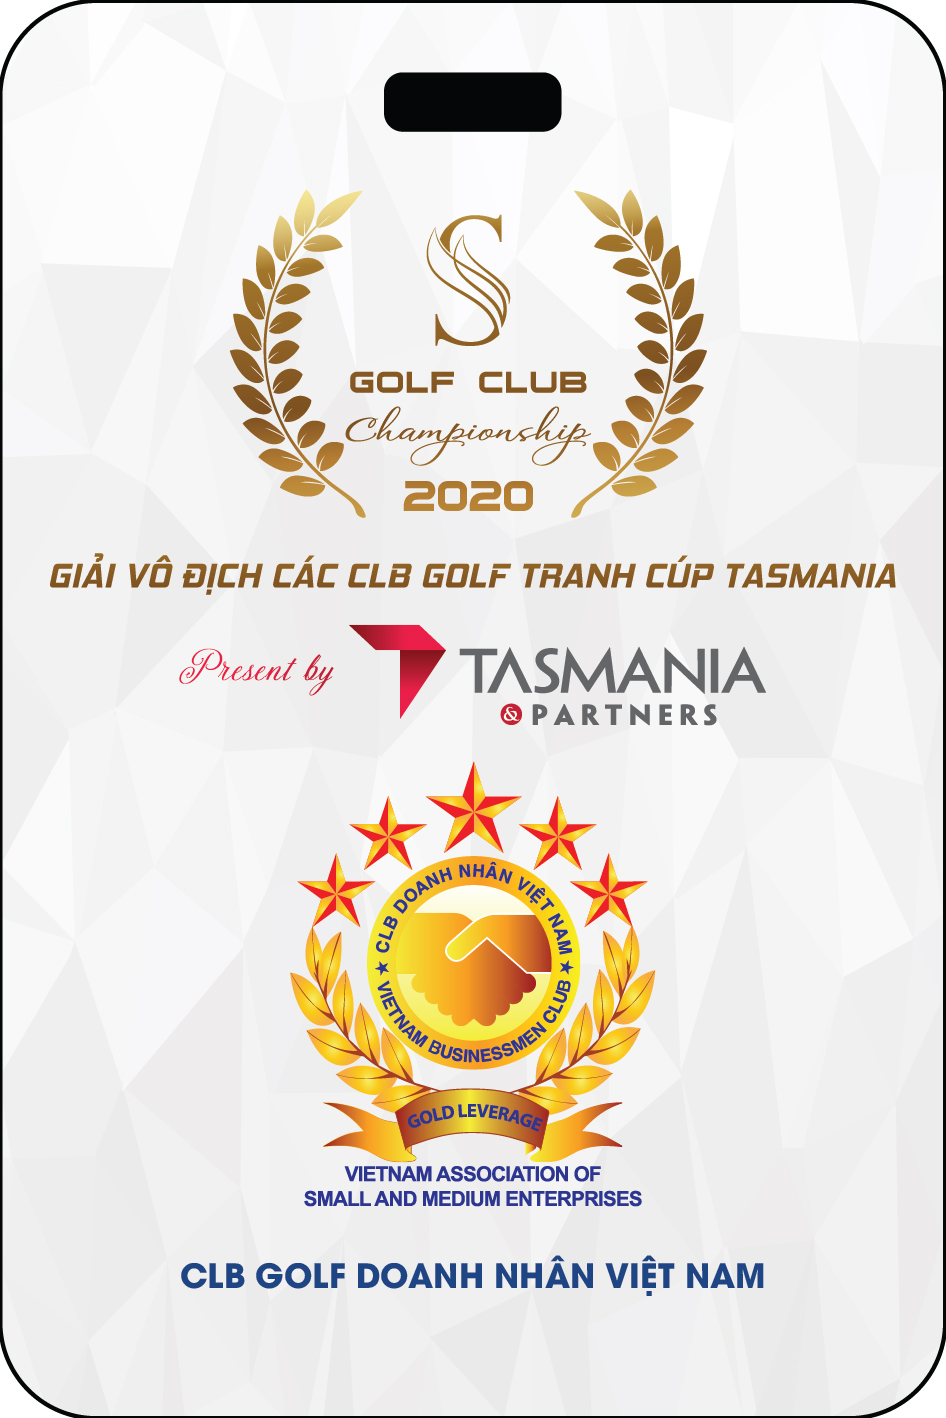 S
GOLF CLUB
Championship
2020
GIẢI VÔ ĐỊCH CÁC CLB GOLF TRANH CÚP TASMANIA
Present by
TASMANIA
& PARTNERS
★ CLB DOANH NHÂN VIỆT NAM ★
VIETNAM BUSINESSMEN CLUB
GOLD LEVERAGE
VIETNAM ASSOCIATION OF
SMALL AND MEDIUM ENTERPRISES
CLB GOLF DOANH NHÂN VIỆT NAM